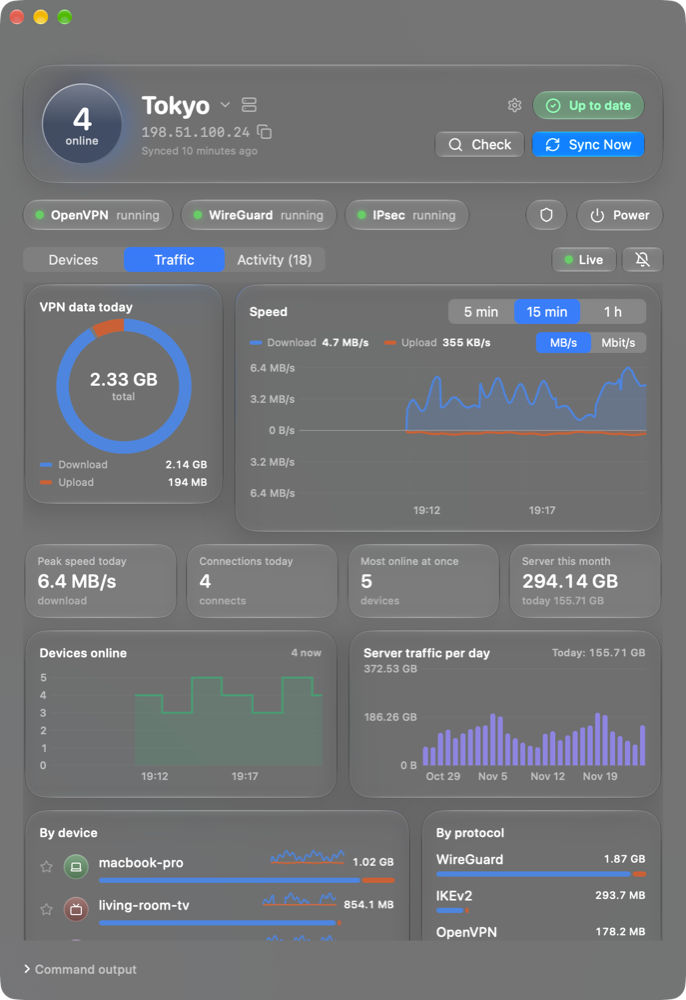 4
online
Tokyo
198.51.100.24
Synced 10 minutes ago
Up to date
Check
Sync Now
OpenVPN running
WireGuard running
IPsec running
Power
Devices
Traffic
Activity (18)
Live
VPN data today
2.33 GB
total
Download 2.14 GB
Upload 194 MB
Speed
5 min
15 min
1 h
Download 4.7 MB/s
Upload 355 KB/s
MB/s
Mbit/s
6.4 MB/s
3.2 MB/s
0 B/s
3.2 MB/s
6.4 MB/s
19:12
19:17
Peak speed today
6.4 MB/s
download
Connections today
4
connects
Most online at once
5
devices
Server this month
294.14 GB
today 155.71 GB
Devices online
4 now
5
4
3
2
1
0
19:12
19:17
Server traffic per day
Today: 155.71 GB
372.53 GB
186.26 GB
0 B
Oct 29
Nov 5
Nov 12
Nov 19
By device
macbook-pro
1.02 GB
living-room-tv
854.1 MB
By protocol
WireGuard
1.87 GB
IKEv2
293.7 MB
OpenVPN
178.2 MB
Command output